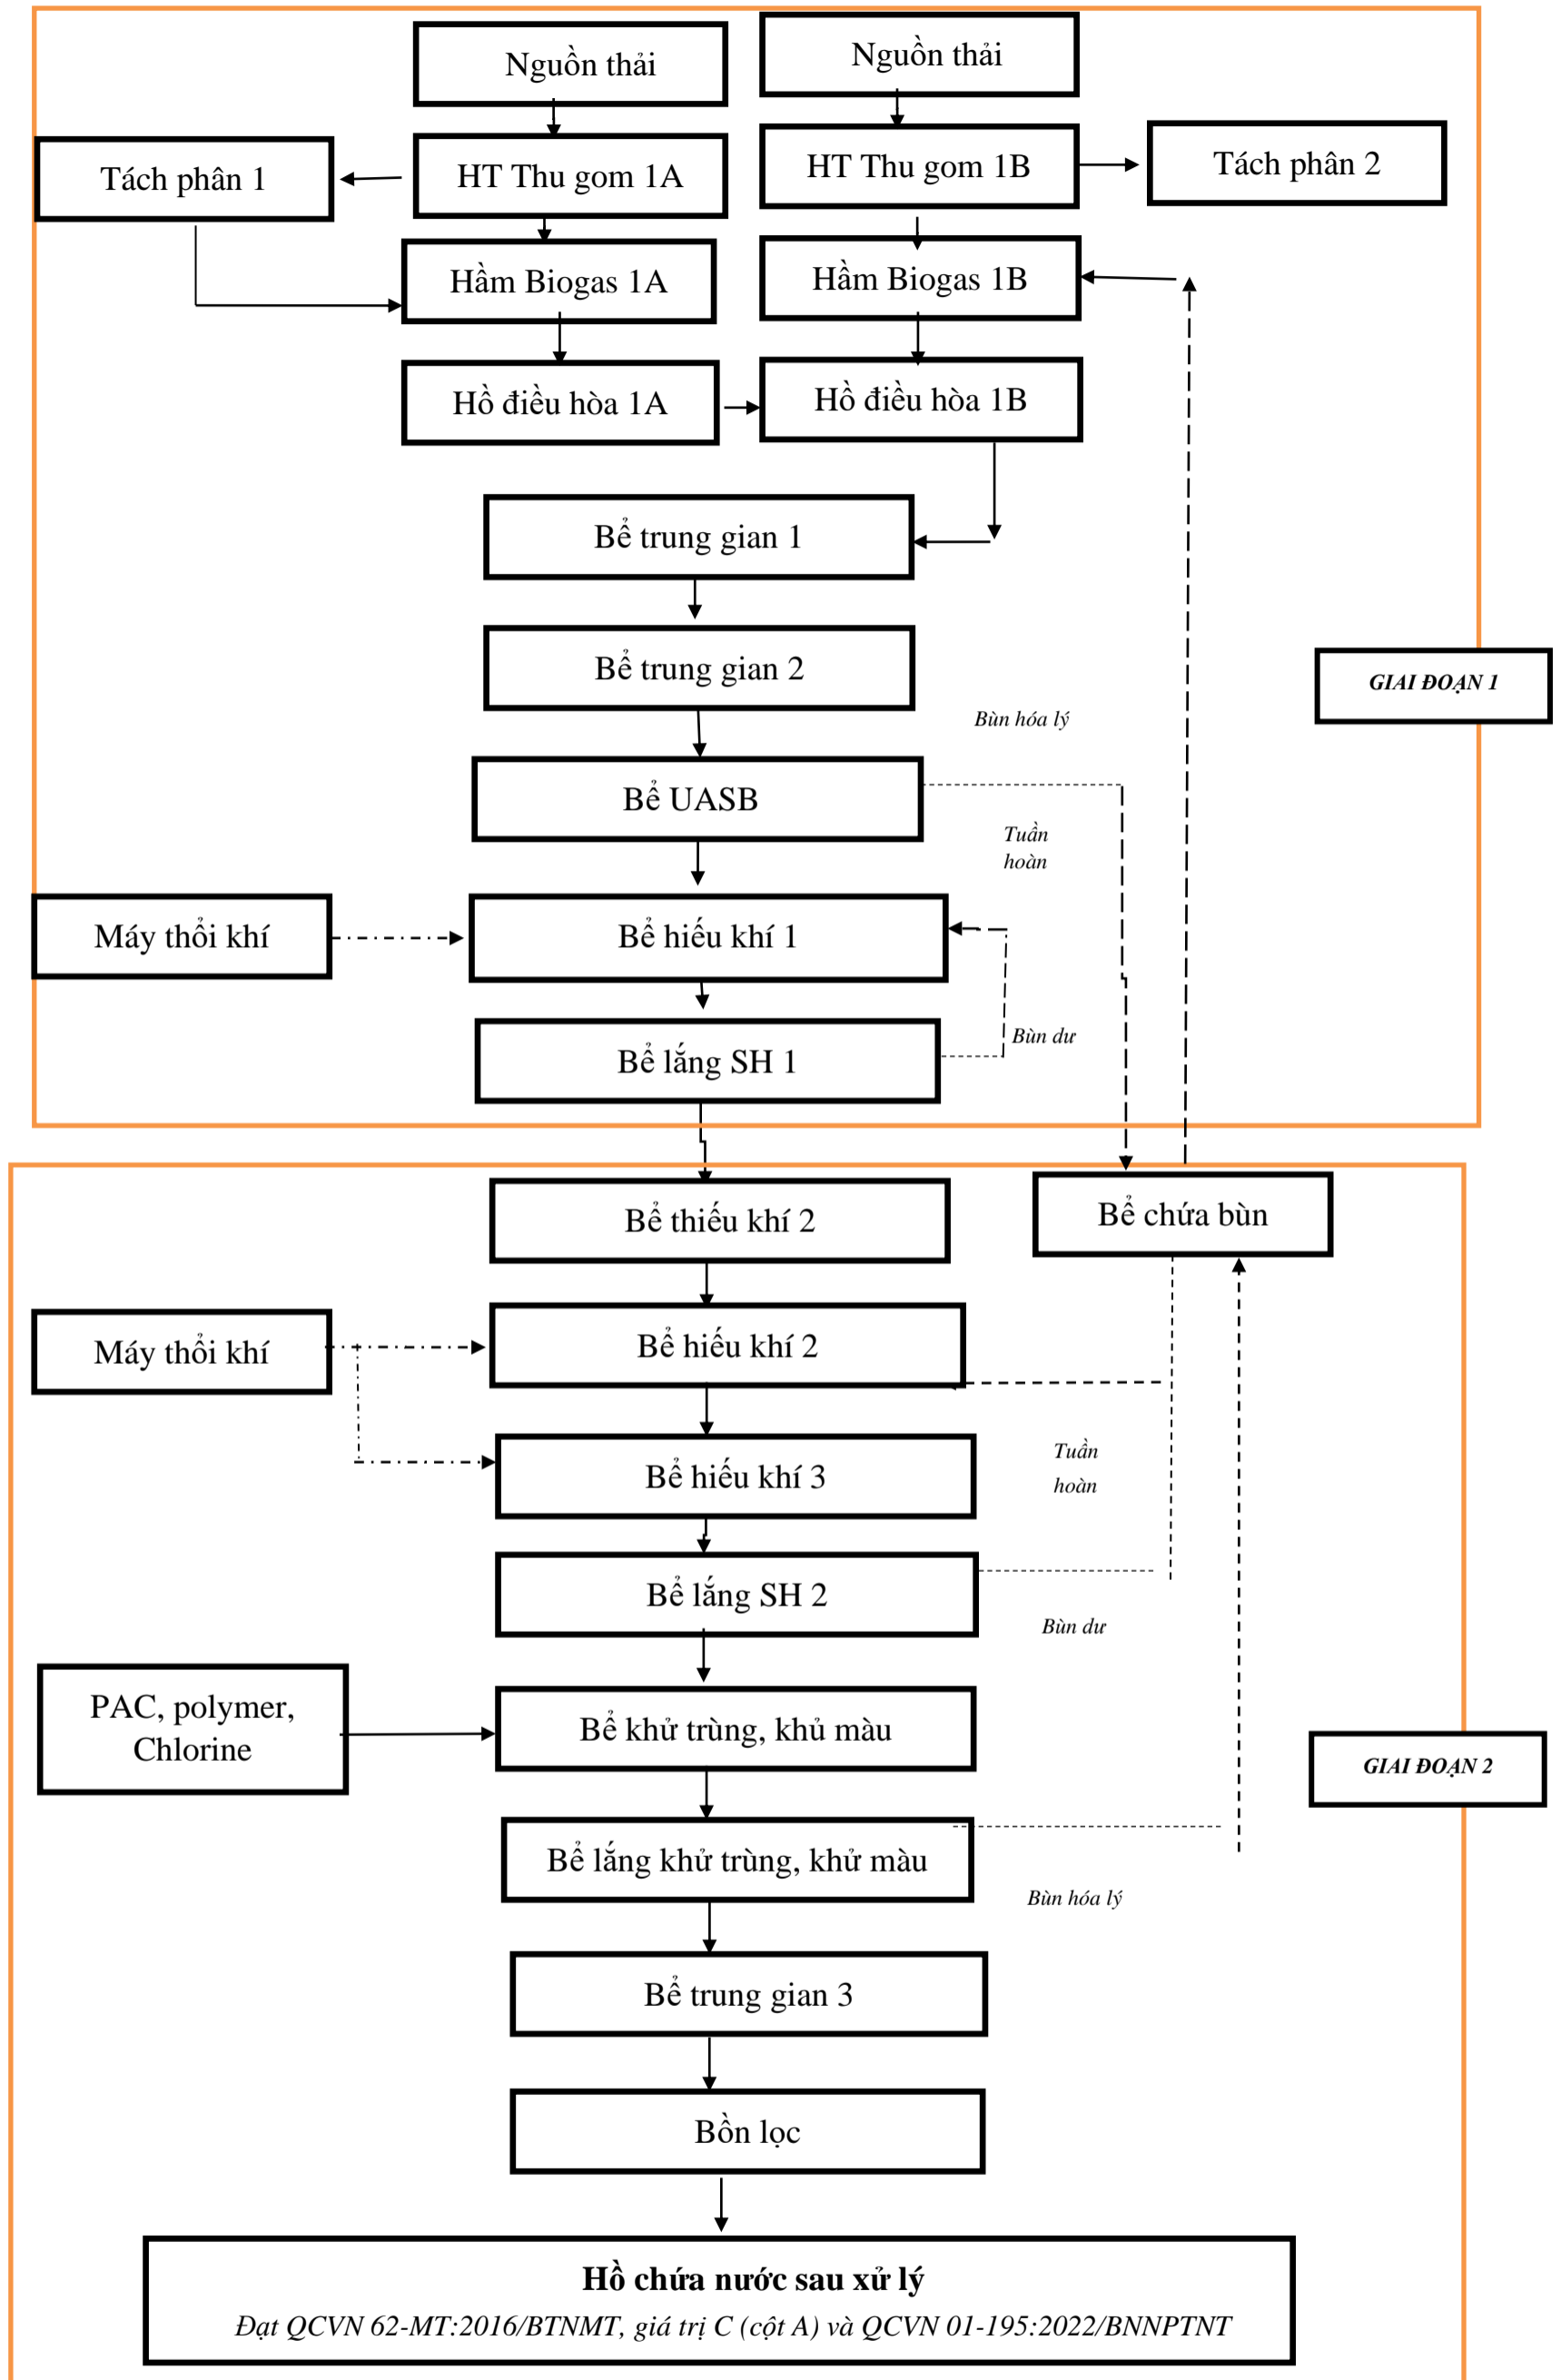 Nguồn thải
Nguồn thải
Tách phân 1
HT Thu gom 1A
HT Thu gom 1B
Tách phân 2
Hầm Biogas 1A
Hầm Biogas 1B
Hồ điều hòa 1A
Hồ điều hòa 1B
Bể trung gian 1
Bể trung gian 2
GIAI ĐOẠN 1
Bùn hóa lý
Bể UASB
Tuần
hoàn
Máy thổi khí
Bể hiếu khí 1
Bùn dư
Bể lắng SH 1
Bể thiếu khí 2
Bể chứa bùn
Máy thổi khí
Bể hiếu khí 2
Tuần
hoàn
Bể hiếu khí 3
Bể lắng SH 2
Bùn dư
PAC, polymer,
Chlorine
Bể khử trùng, khủ màu
GIAI ĐOẠN 2
Bể lắng khử trùng, khử màu
Bùn hóa lý
Bể trung gian 3
Bồn lọc
Hồ chứa nước sau xử lý
Đạt QCVN 62-MT:2016/BTNMT, giá trị C (cột A) và QCVN 01-195:2022/BNNPTNT